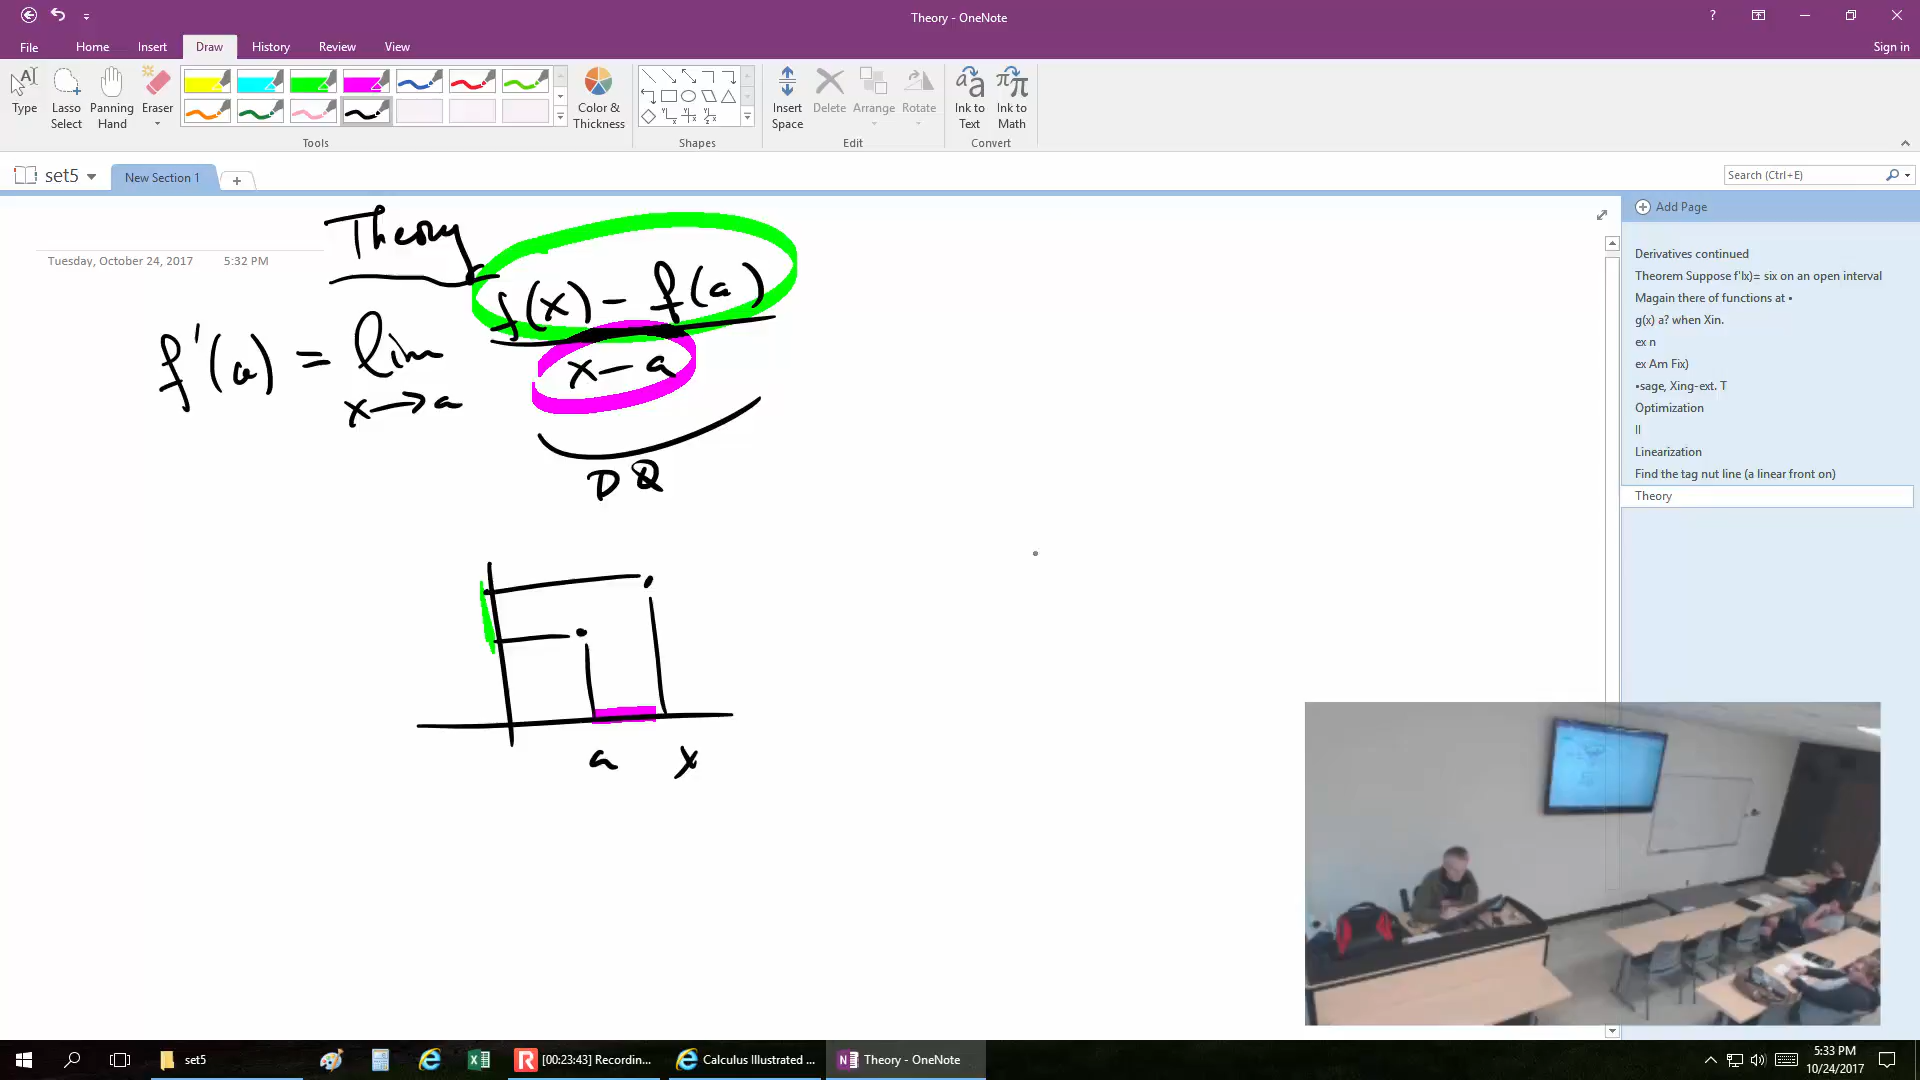 Theory - OneNote
?
File
Home
Insert
Draw
History
Review
View
Sign in
Type
Lasso Select
Panning Hand
Eraser
Color & Thickness
Insert Space
Delete
Arrange
Rotate
Ink to Text
Ink to Math
Tools
Shapes
Edit
Convert
set5
New Section 1
Search (Ctrl+E)
Tuesday, October 24, 2017 5:32 PM
Theory
f'(a) = lim x→a
f(x) - f(a)
x - a
DQ
a x
Add Page
Derivatives continued
Theorem Suppose f'lx)= six on an open interval
Magain there of functions at •
g(x) a? when Xin.
ex n
ex Am Fix)
•sage, Xing-ext. T
Optimization
II
Linearization
Find the tag nut line (a linear front on)
Theory
set5
[00:23:43] Recordin...
Calculus Illustrated ...
Theory - OneNote
5:33 PM
10/24/2017